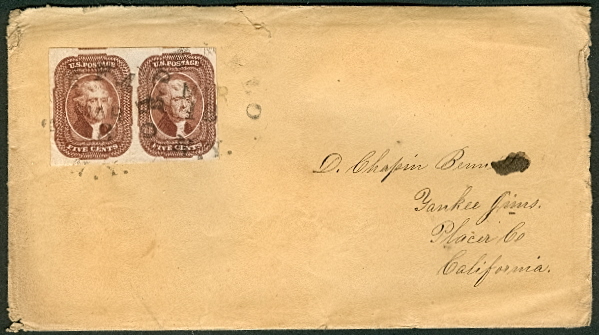 U.S. POSTAGE U.S. POSTAGE
FIVE CENTS FIVE CENTS
N.Y. N.Y.
D. Chapin
Yankee Jims.
Placer Co
California.